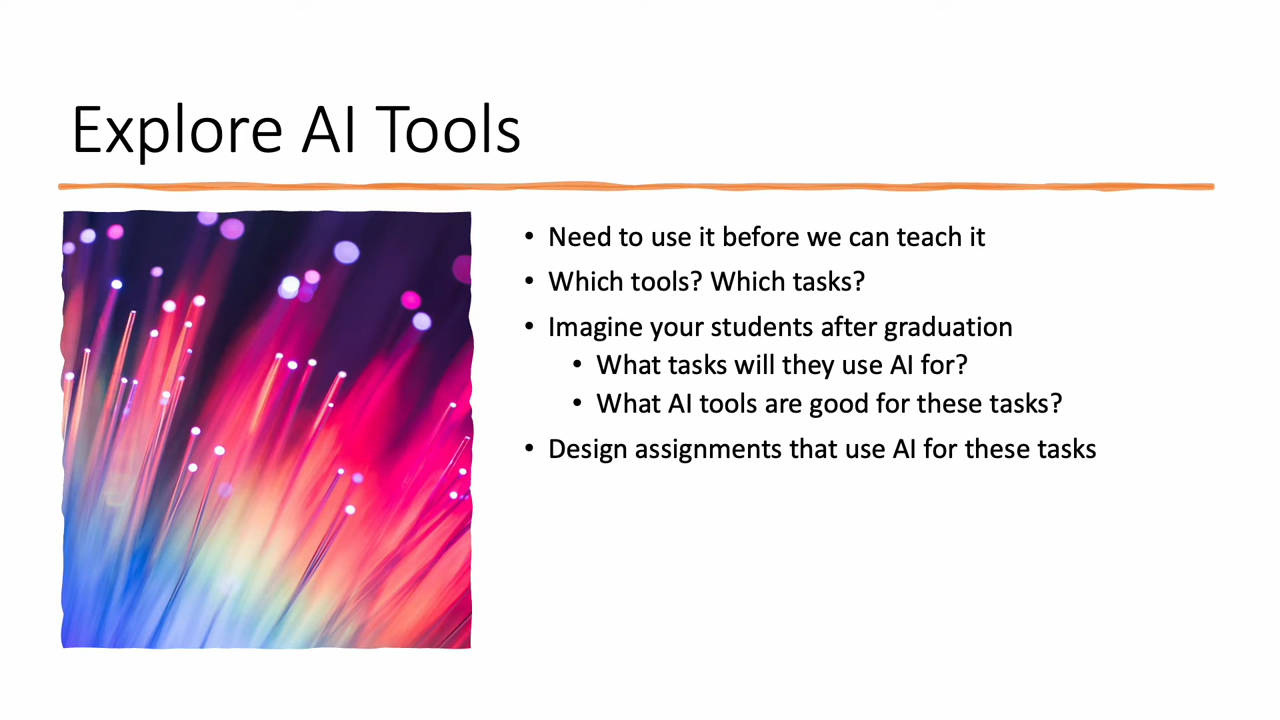 Explore AI Tools
• Need to use it before we can teach it
• Which tools? Which tasks?
• Imagine your students after graduation
• What tasks will they use AI for?
• What AI tools are good for these tasks?
• Design assignments that use AI for these tasks